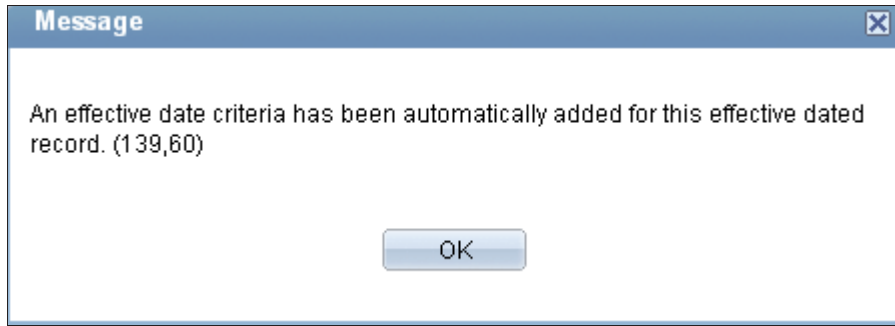 Message
An effective date criteria has been automatically added for this effective dated
record. (139,60)
OK